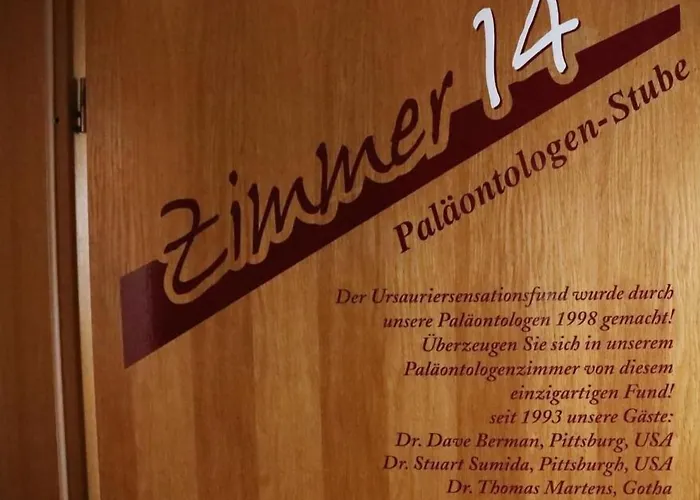 Zimmer 14
Paläontologen-Stube
Der Ursauriersensationsfund wurde durch
unsere Paläontologen 1998 gemacht!
Überzeugen Sie sich in unserem
Paläontologenzimmer von diesem
einzigartigen Fund!
seit 1993 unsere Gäste:
Dr. Dave Berman, Pittsburg, USA
Dr. Stuart Sumida, Pittsburgh, USA
Dr. Thomas Martens, Gotha